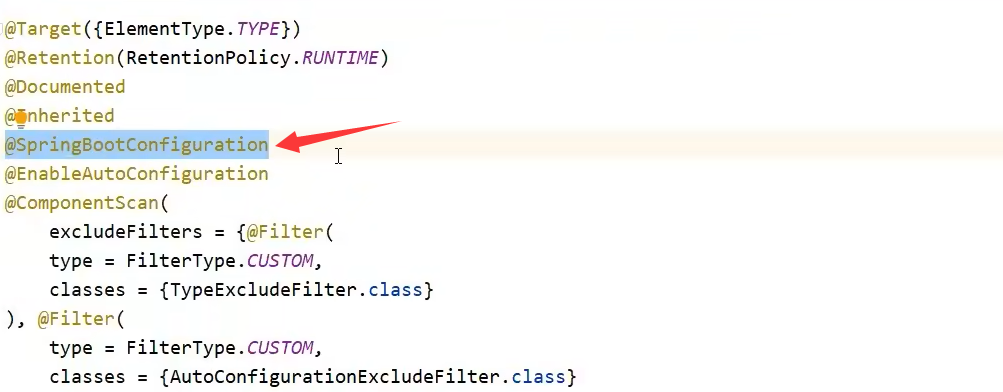 @Target({ElementType.TYPE})
@Retention(RetentionPolicy.RUNTIME)
@Documented
@Inherited
@SpringBootConfiguration
@EnableAutoConfiguration
@ComponentScan(
    excludeFilters = {@Filter(
    type = FilterType.CUSTOM,
    classes = {TypeExcludeFilter.class}
), @Filter(
    type = FilterType.CUSTOM,
    classes = {AutoConfigurationExcludeFilter.class}